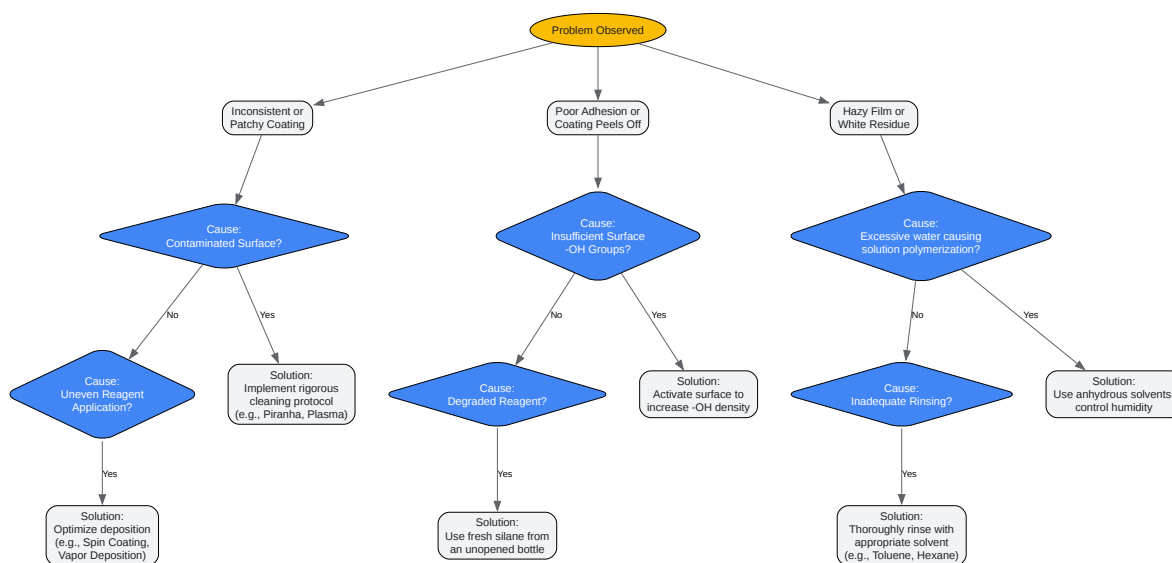 Problem Observed
Inconsistent or
Patchy Coating
Poor Adhesion or
Coating Peels Off
Hazy Film or
White Residue
Cause:
Contaminated Surface?
Cause:
Insufficient Surface
-OH Groups?
Cause:
Excessive water causing
solution polymerization?
No
Yes
No
Yes
No
Yes
Cause:
Uneven Reagent
Application?
Solution:
Implement rigorous
cleaning protocol
(e.g., Piranha, Plasma)
Cause:
Degraded Reagent?
Solution:
Activate surface to
increase -OH density
Cause:
Inadequate Rinsing?
Solution:
Use anhydrous solvents,
control humidity
Yes
Yes
Yes
Solution:
Optimize deposition
(e.g., Spin Coating,
Vapor Deposition)
Solution:
Use fresh silane from
an unopened bottle
Solution:
Thoroughly rinse with
appropriate solvent
(e.g., Toluene, Hexane)